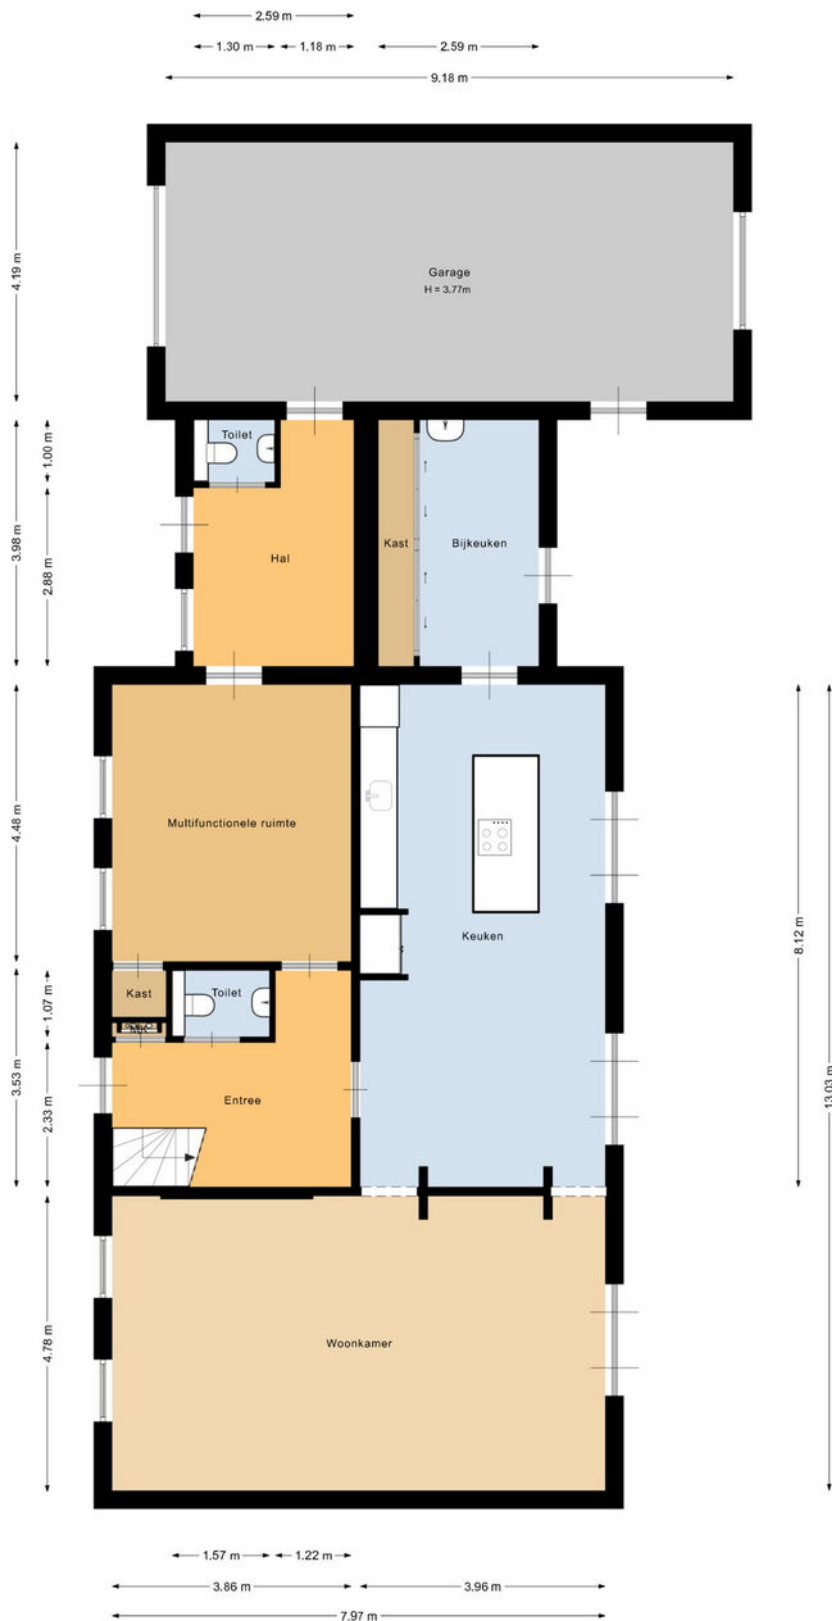 2.59 m
1.30 m
1.18 m
2.59 m
9.18 m
4.19 m
Garage
H = 3.77m
3.98 m
1.00 m
2.88 m
Toilet
Hal
Kast
Bijkeuken
4.48 m
Multifunctionele ruimte
Keuken
8.12 m
13.03 m
3.53 m
1.07 m
2.33 m
Kast
Toilet
Entree
4.78 m
Woonkamer
1.57 m
1.22 m
3.86 m
3.96 m
7.97 m